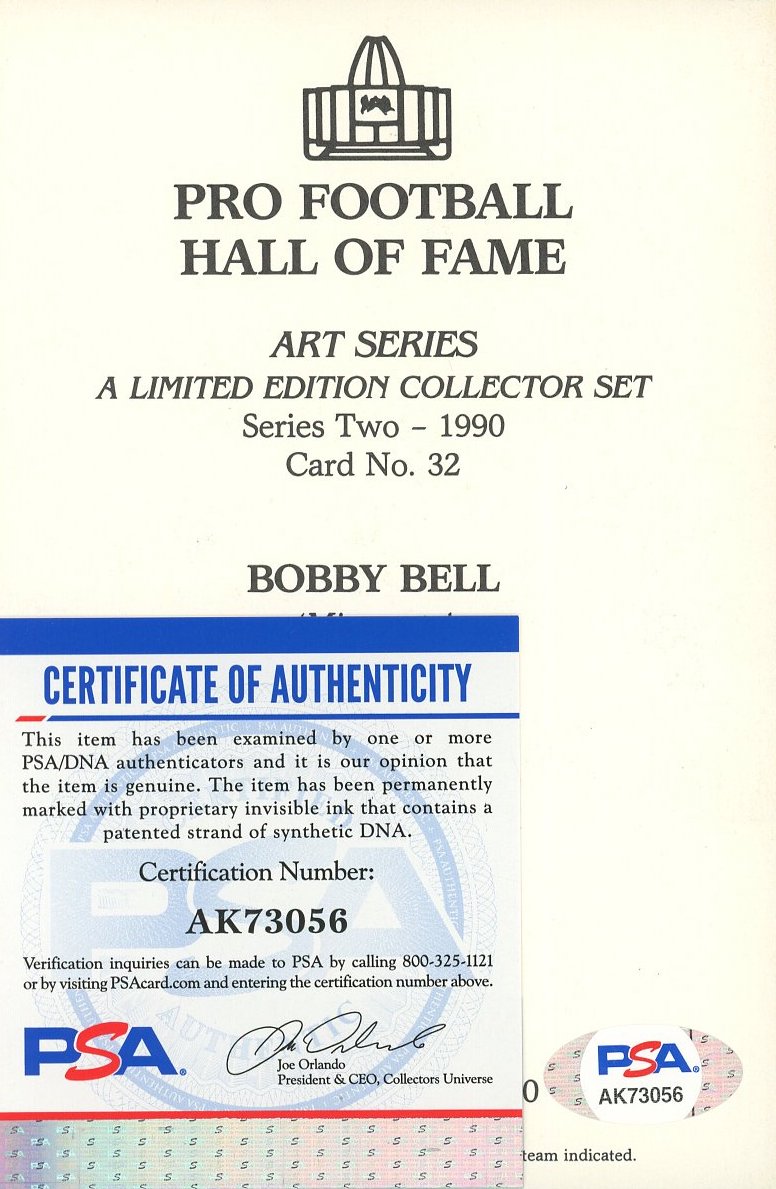 PRO FOOTBALL
HALL OF FAME
ART SERIES
A LIMITED EDITION COLLECTOR SET
Series Two – 1990
Card No. 32
BOBBY BELL
CERTIFICATE OF AUTHENTICITY
This item has been examined by one or more
PSA/DNA authenticators and it is our opinion that
the item is genuine. The item has been permanently
marked with proprietary invisible ink that contains a
patented strand of synthetic DNA.
Certification Number:
AK73056
Verification inquiries can be made to PSA by calling 800-325-1121
or by visiting PSAcard.com and entering the certification number above.
PSA®
Joe Orlando
President & CEO, Collectors Universe
0
PSA®
AK73056
team indicated.